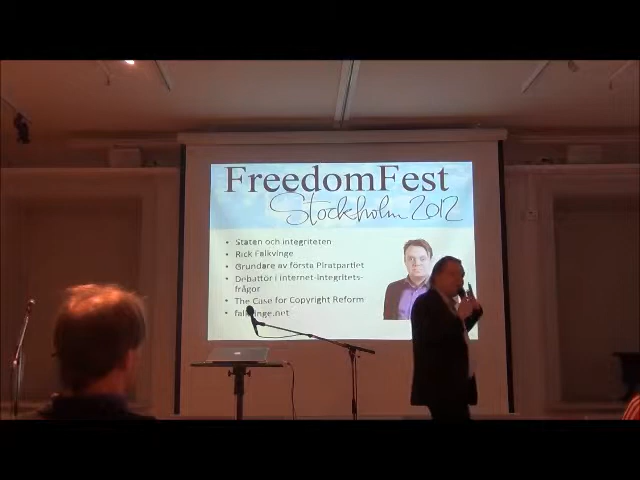 FreedomFest
Stockholm 2012
• Staten och integriteten
• Rick Falkvinge
• Grundare av första Piratpartiet
• Debattör i internet-integritets-
frågor
• The Case for Copyright Reform
• falkvinge.net